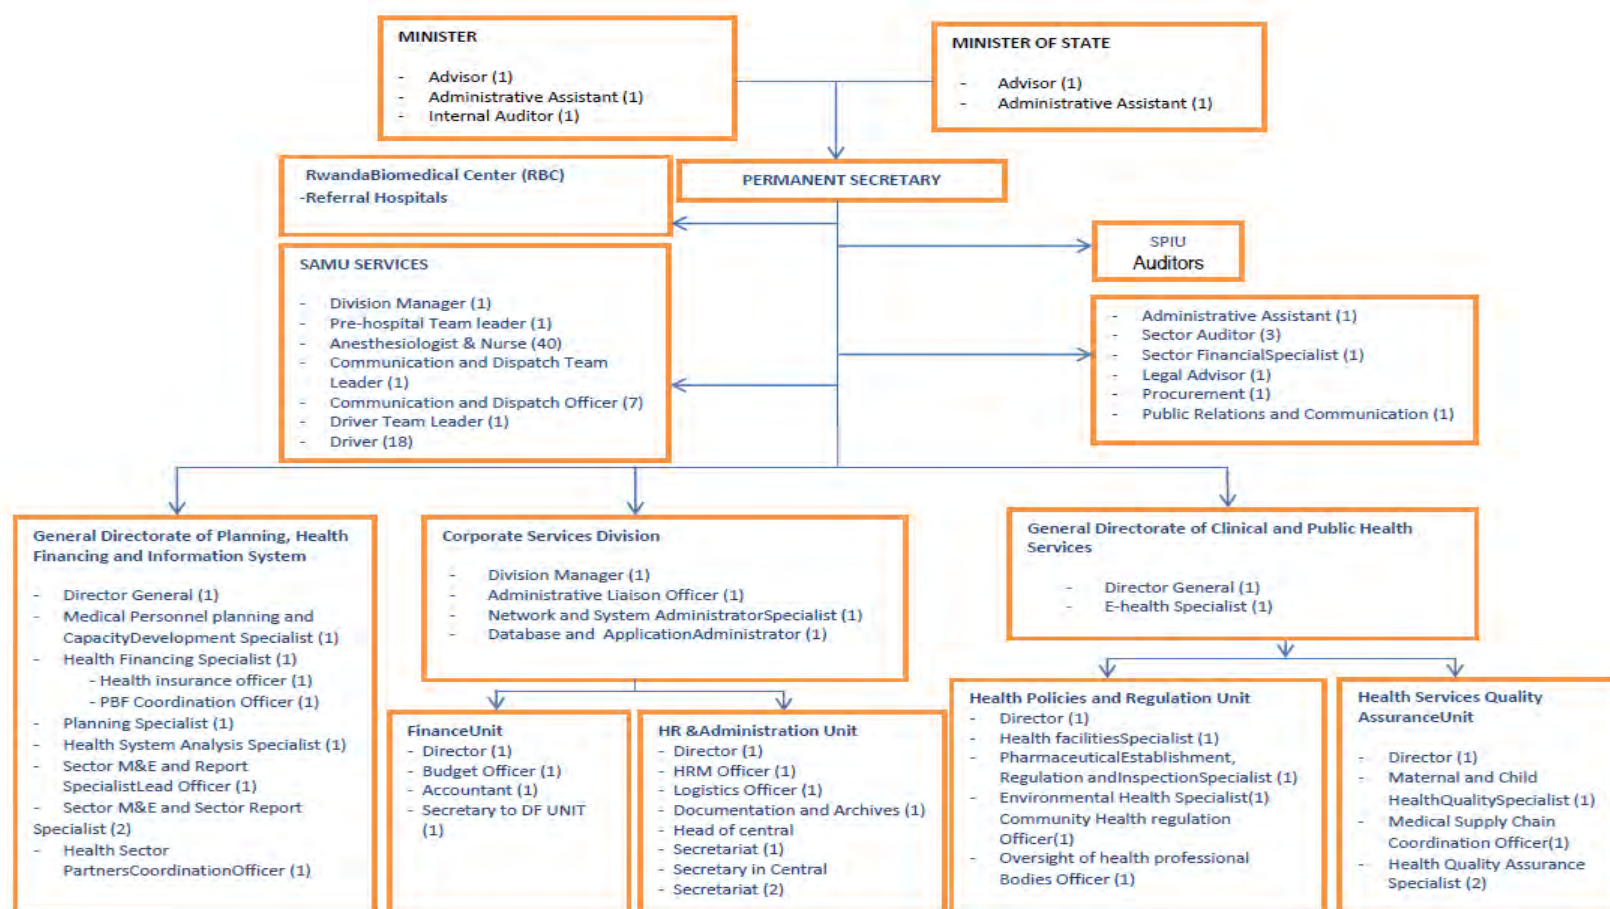 MINISTER
- Advisor (1)
- Administrative Assistant (1)
- Internal Auditor (1)
MINISTER OF STATE
- Advisor (1)
- Administrative Assistant (1)
RwandaBiomedical Center (RBC)
-Referral Hospitals
PERMANENT SECRETARY
SPIU
Auditors
SAMU SERVICES
- Division Manager (1)
- Pre-hospital Team leader (1)
- Anesthesiologist & Nurse (40)
- Communication and Dispatch Team
Leader (1)
- Communication and Dispatch Officer (7)
- Driver Team Leader (1)
- Driver (18)
- Administrative Assistant (1)
- Sector Auditor (3)
- Sector FinancialSpecialist (1)
- Legal Advisor (1)
- Procurement (1)
- Public Relations and Communication (1)
General Directorate of Planning, Health
Financing and Information System
- Director General (1)
- Medical Personnel planning and
CapacityDevelopment Specialist (1)
- Health Financing Specialist (1)
- Health insurance officer (1)
- PBF Coordination Officer (1)
- Planning Specialist (1)
- Health System Analysis Specialist (1)
- Sector M&E and Report
SpecialistLead Officer (1)
- Sector M&E and Sector Report
Specialist (2)
- Health Sector
PartnersCoordinationOfficer (1)
Corporate Services Division
- Division Manager (1)
- Administrative Liaison Officer (1)
- Network and System AdministratorSpecialist (1)
- Database and ApplicationAdministrator (1)
General Directorate of Clinical and Public Health
Services
- Director General (1)
- E-health Specialist (1)
FinanceUnit
- Director (1)
- Budget Officer (1)
- Accountant (1)
- Secretary to DF UNIT
(1)
HR &Administration Unit
- Director (1)
- HRM Officer (1)
- Logistics Officer (1)
- Documentation and Archives (1)
- Head of central
- Secretariat (1)
- Secretary in Central
- Secretariat (2)
Health Policies and Regulation Unit
- Director (1)
- Health facilitiesSpecialist (1)
- PharmaceuticalEstablishment,
Regulation andInspectionSpecialist (1)
- Environmental Health Specialist(1)
Community Health regulation
Officer(1)
- Oversight of health professional
Bodies Officer (1)
Health Services Quality
AssuranceUnit
- Director (1)
- Maternal and Child
HealthQualitySpecialist (1)
- Medical Supply Chain
Coordination Officer(1)
- Health Quality Assurance
Specialist (2)